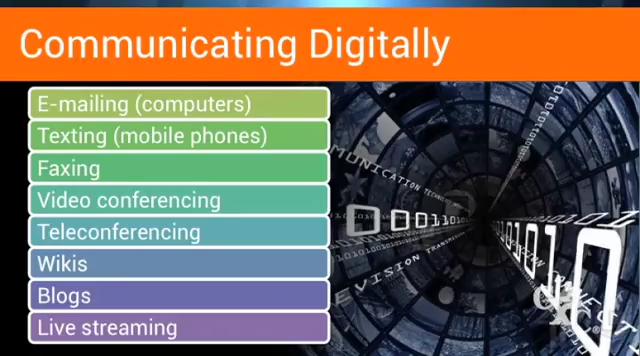 Communicating Digitally
E-mailing (computers)
Texting (mobile phones)
Faxing
Video conferencing
Teleconferencing
Wikis
Blogs
Live streaming